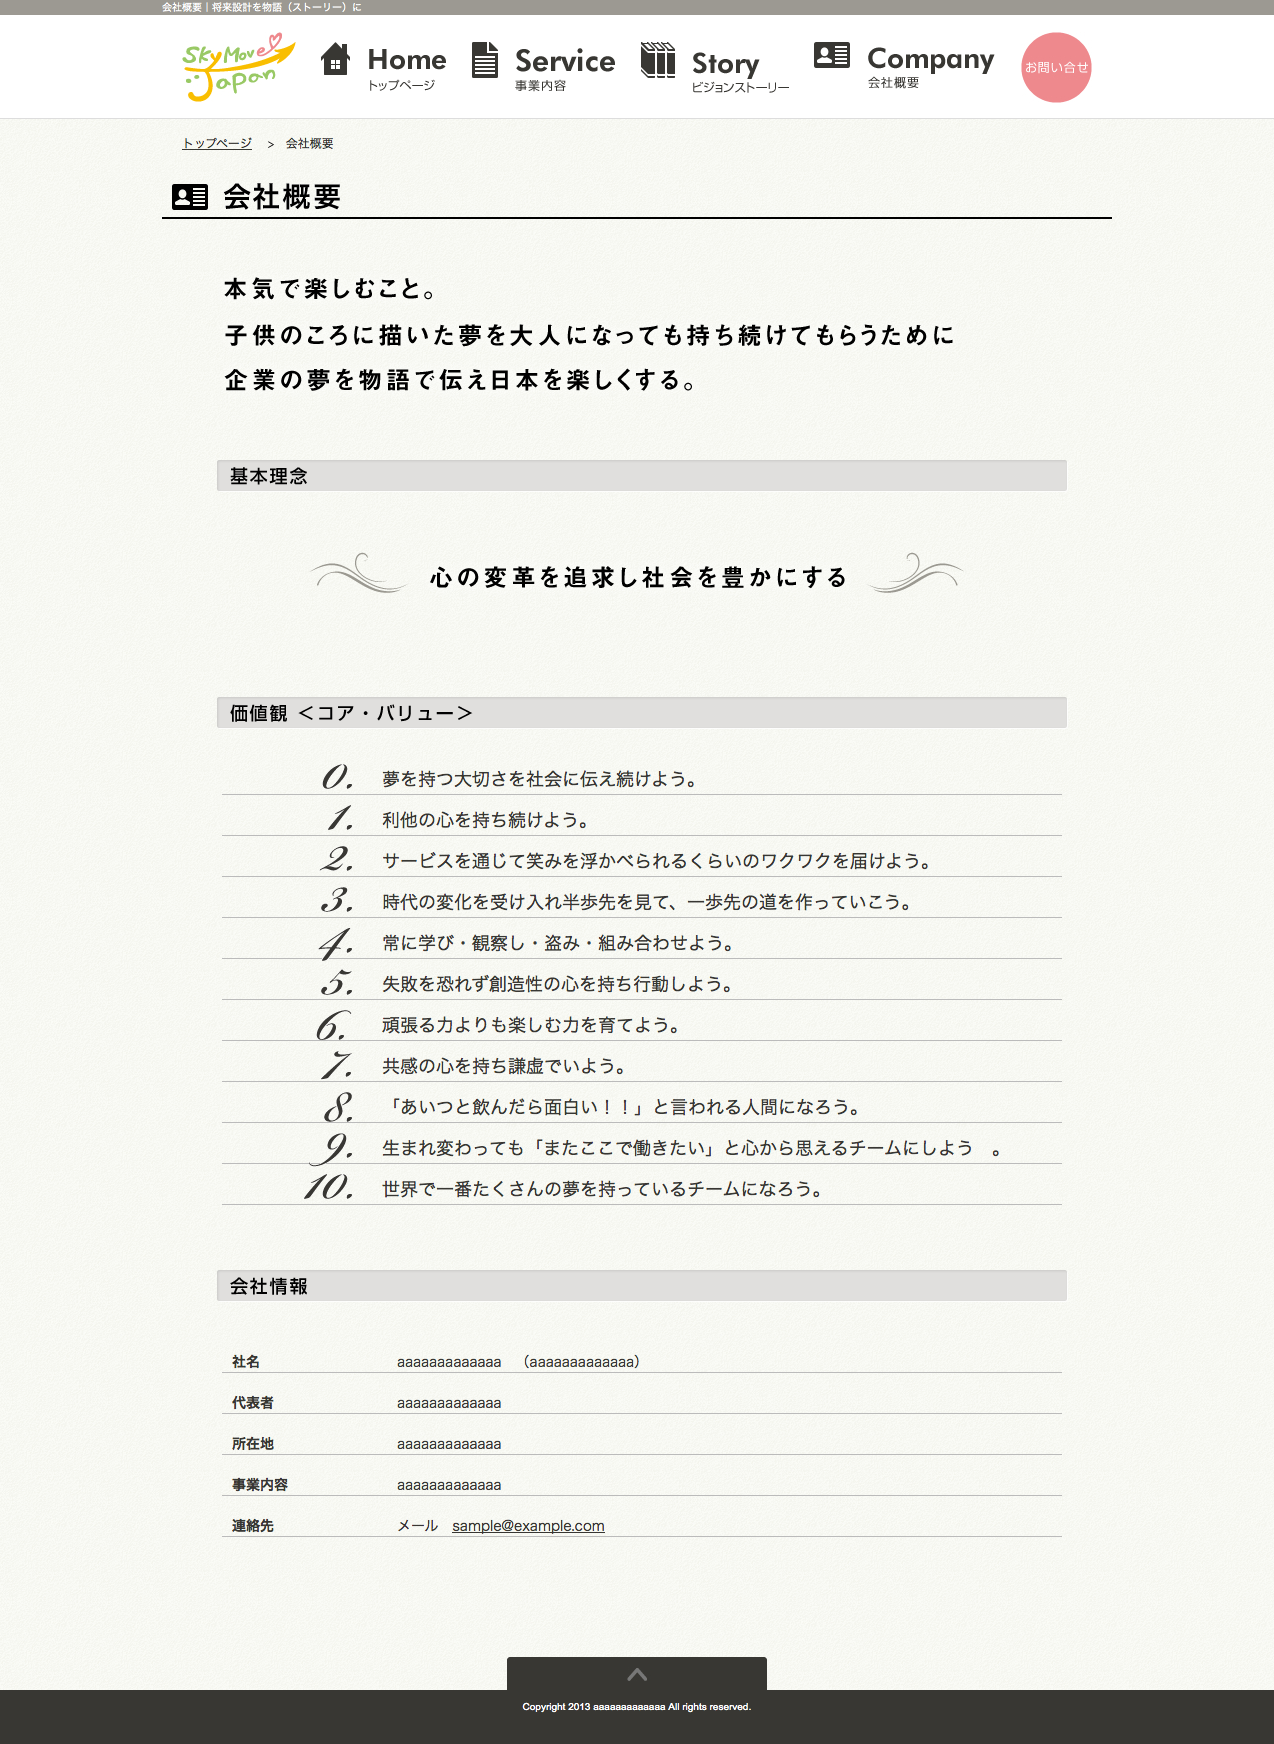 会社概要｜将来設計を物語（ストーリー）に
SkyMove Japan
Home
トップページ
Service
事業内容
Story
ビジョンストーリー
Company
会社概要
お問い合せ
トップページ > 会社概要
会社概要
本気で楽しむこと。
子供のころに描いた夢を大人になっても持ち続けてもらうために
企業の夢を物語で伝え日本を楽しくする。
基本理念
心の変革を追求し社会を豊かにする
価値観 ＜コア・バリュー＞
0. 夢を持つ大切さを社会に伝え続けよう。
1. 利他の心を持ち続けよう。
2. サービスを通じて笑みを浮かべられるくらいのワクワクを届けよう。
3. 時代の変化を受け入れ半歩先を見て、一歩先の道を作っていこう。
4. 常に学び・観察し・盗み・組み合わせよう。
5. 失敗を恐れず創造性の心を持ち行動しよう。
6. 頑張る力よりも楽しむ力を育てよう。
7. 共感の心を持ち謙虚でいよう。
8. 「あいつと飲んだら面白い！！」と言われる人間になろう。
9. 生まれ変わっても「またここで働きたい」と心から思えるチームにしよう　。
10. 世界で一番たくさんの夢を持っているチームになろう。
会社情報
社名 aaaaaaaaaaaaa　（aaaaaaaaaaaaa）
代表者 aaaaaaaaaaaaa
所在地 aaaaaaaaaaaaa
事業内容 aaaaaaaaaaaaa
連絡先 メール　sample@example.com
Copyright 2013 aaaaaaaaaaaaa All rights reserved.